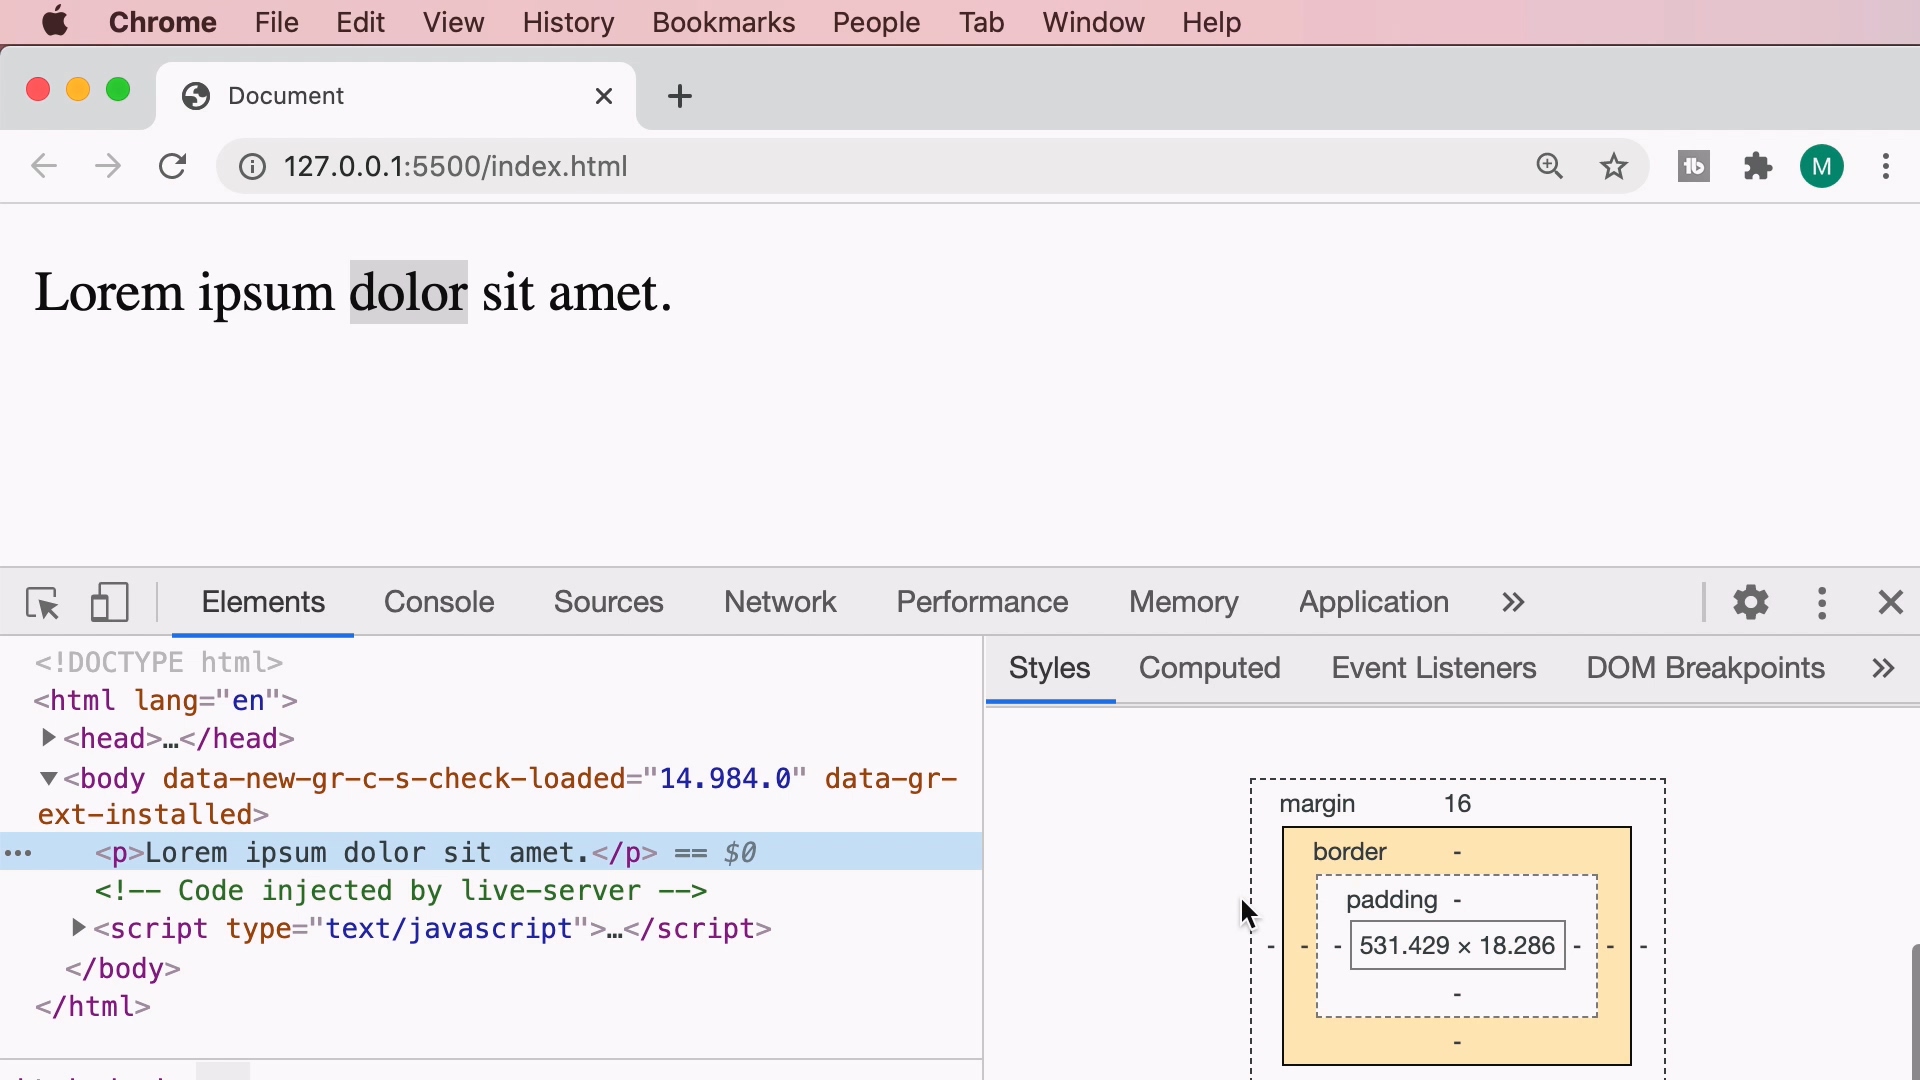 Chrome File Edit View History Bookmarks People Tab Window Help
Document
127.0.0.1:5500/index.html
M
Lorem ipsum dolor sit amet.
Elements Console Sources Network Performance Memory Application
<!DOCTYPE html>
<html lang="en">
<head>…</head>
<body data-new-gr-c-s-check-loaded="14.984.0" data-gr-
ext-installed>
<p>Lorem ipsum dolor sit amet.</p> == $0
<!-- Code injected by live-server -->
<script type="text/javascript">…</script>
</body>
</html>
Styles Computed Event Listeners DOM Breakpoints
margin 16
border -
padding -
- - - 531.429 × 18.286 - - -
-
-